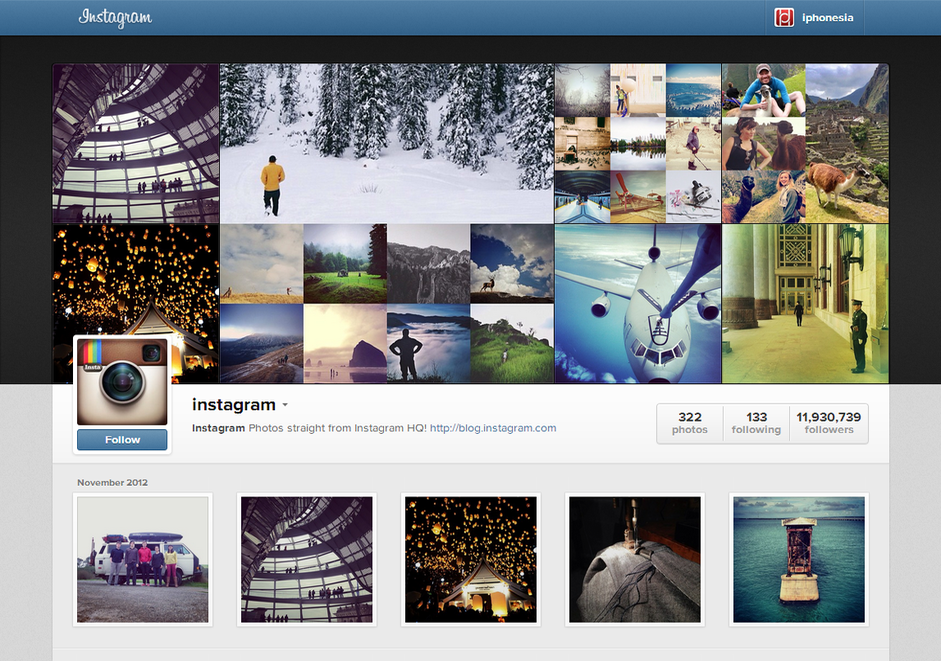 Instagram
iphonesia
Insta
Follow
instagram
Instagram Photos straight from Instagram HQ! http://blog.instagram.com
322
photos
133
following
11,930,739
followers
November 2012